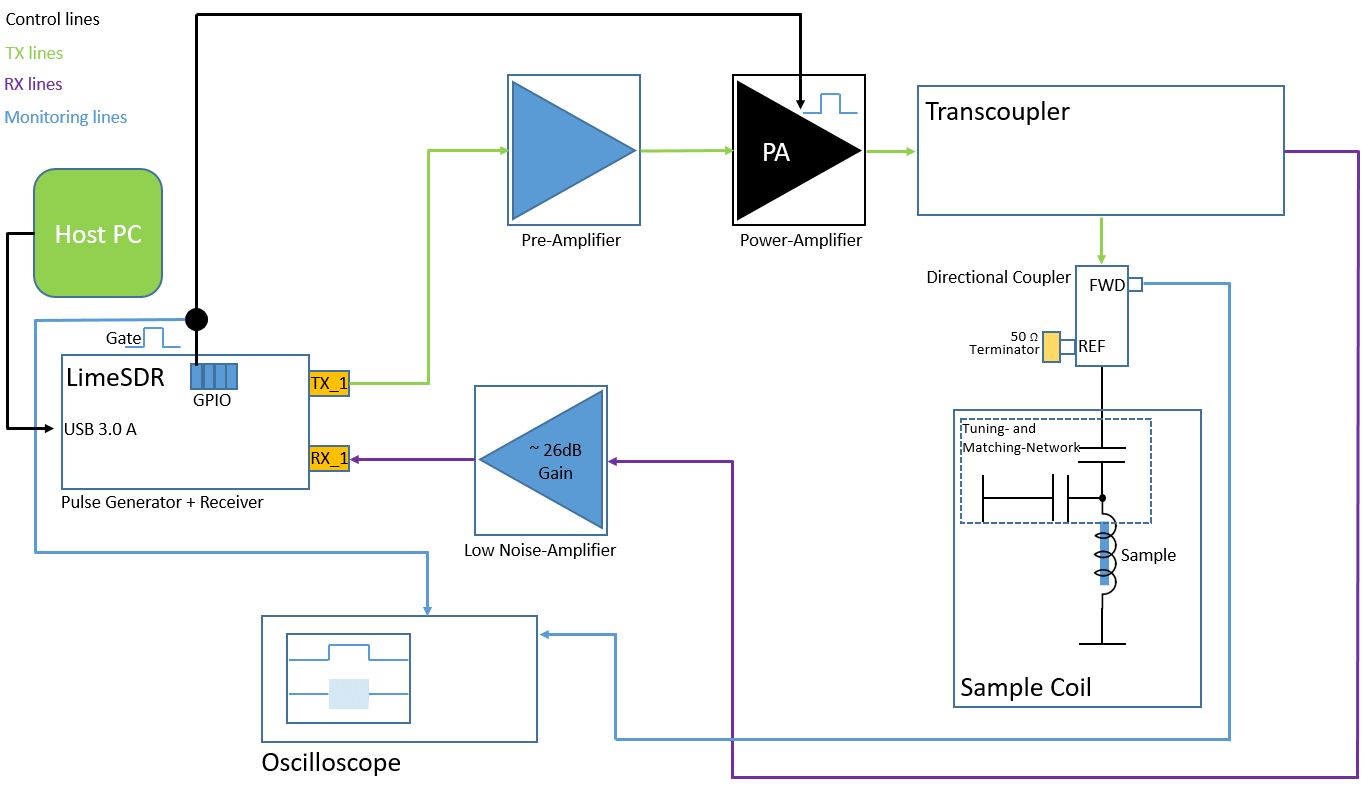 Control lines
TX lines
RX lines
Monitoring lines
Host PC
Pre-Amplifier
PA
Power-Amplifier
Transcoupler
Directional Coupler
FWD
50 Ω
Terminator
REF
Gate
LimeSDR
GPIO
USB 3.0 A
TX_1
RX_1
Pulse Generator + Receiver
~ 26dB
Gain
Low Noise-Amplifier
Tuning- and
Matching-Network
Sample
Sample Coil
Oscilloscope